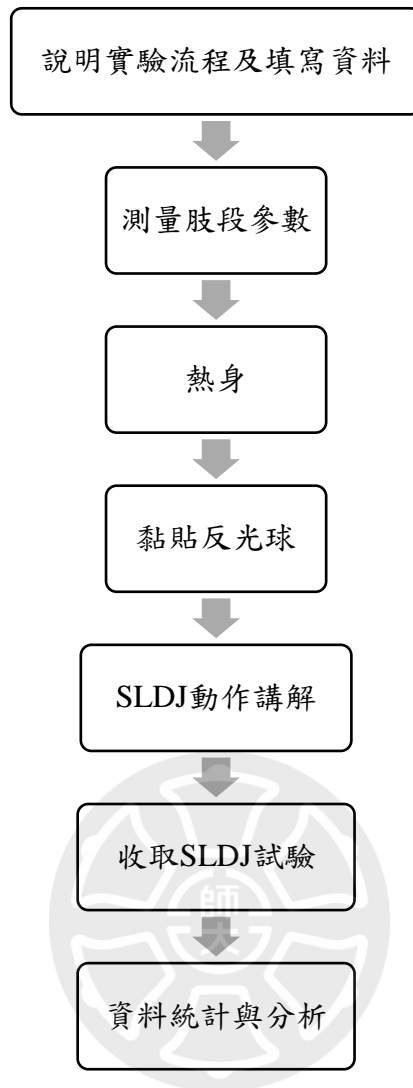 說明實驗流程及填寫資料
測量肢段參數
熱身
黏貼反光球
SLDJ動作講解
收取SLDJ試驗
師大
資料統計與分析